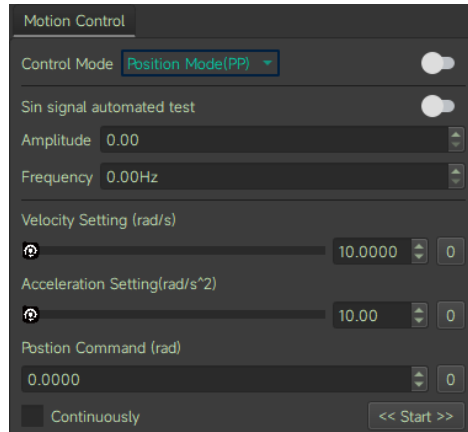 Motion Control
Control Mode Position Mode(PP)
Sin signal automated test
Amplitude 0.00
Frequency 0.00Hz
Velocity Setting (rad/s)
10.0000 0
Acceleration Setting(rad/s^2)
10.00 0
Postion Command (rad)
0.0000 0
Continuously << Start >>